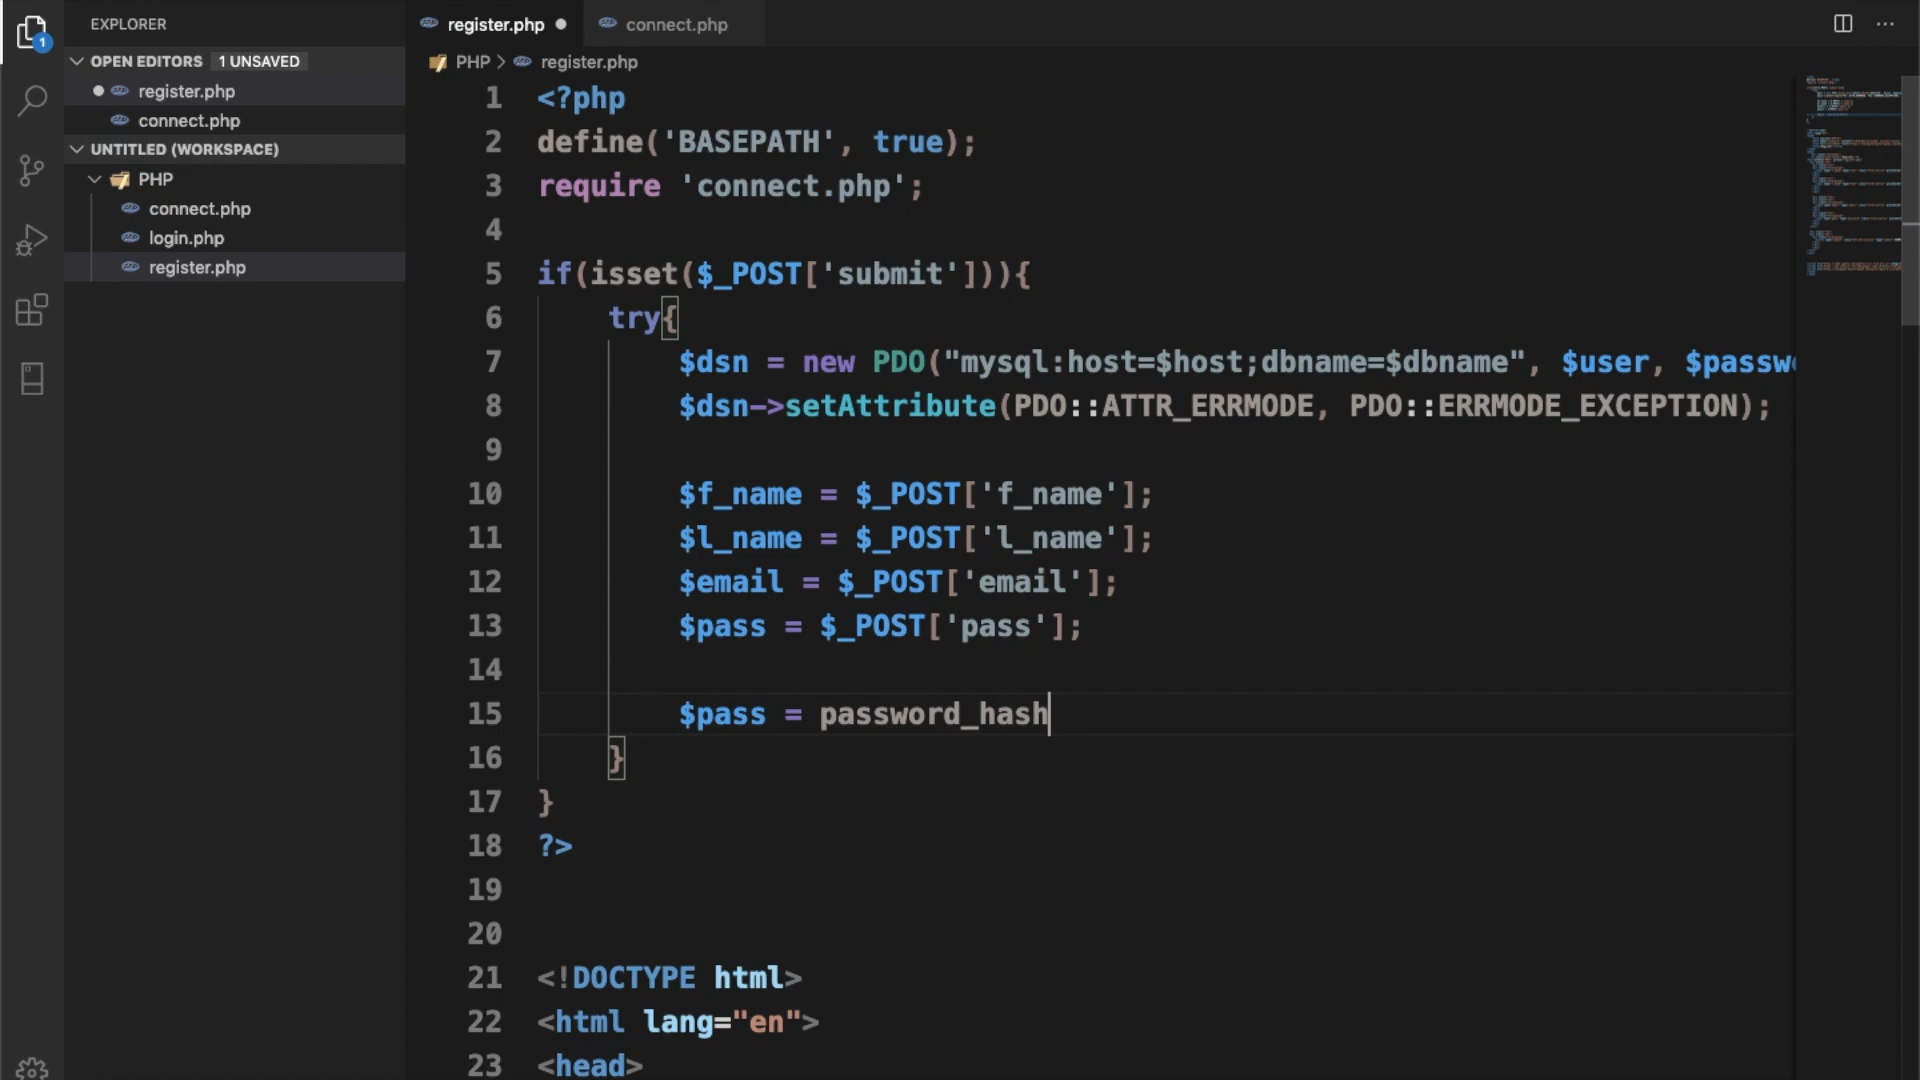 EXPLORER
OPEN EDITORS 1 UNSAVED
register.php
connect.php
UNTITLED (WORKSPACE)
PHP
connect.php
login.php
register.php
1
register.php
connect.php
PHP > register.php
1 <?php
2 define('BASEPATH', true);
3 require 'connect.php';
4
5 if(isset($_POST['submit'])){
6 try{
7 $dsn = new PDO("mysql:host=$host;dbname=$dbname", $user, $passw
8 $dsn->setAttribute(PDO::ATTR_ERRMODE, PDO::ERRMODE_EXCEPTION);
9
10 $f_name = $_POST['f_name'];
11 $l_name = $_POST['l_name'];
12 $email = $_POST['email'];
13 $pass = $_POST['pass'];
14
15 $pass = password_hash
16 }
17 }
18 ?>
19
20
21 <!DOCTYPE html>
22 <html lang="en">
23 <head>